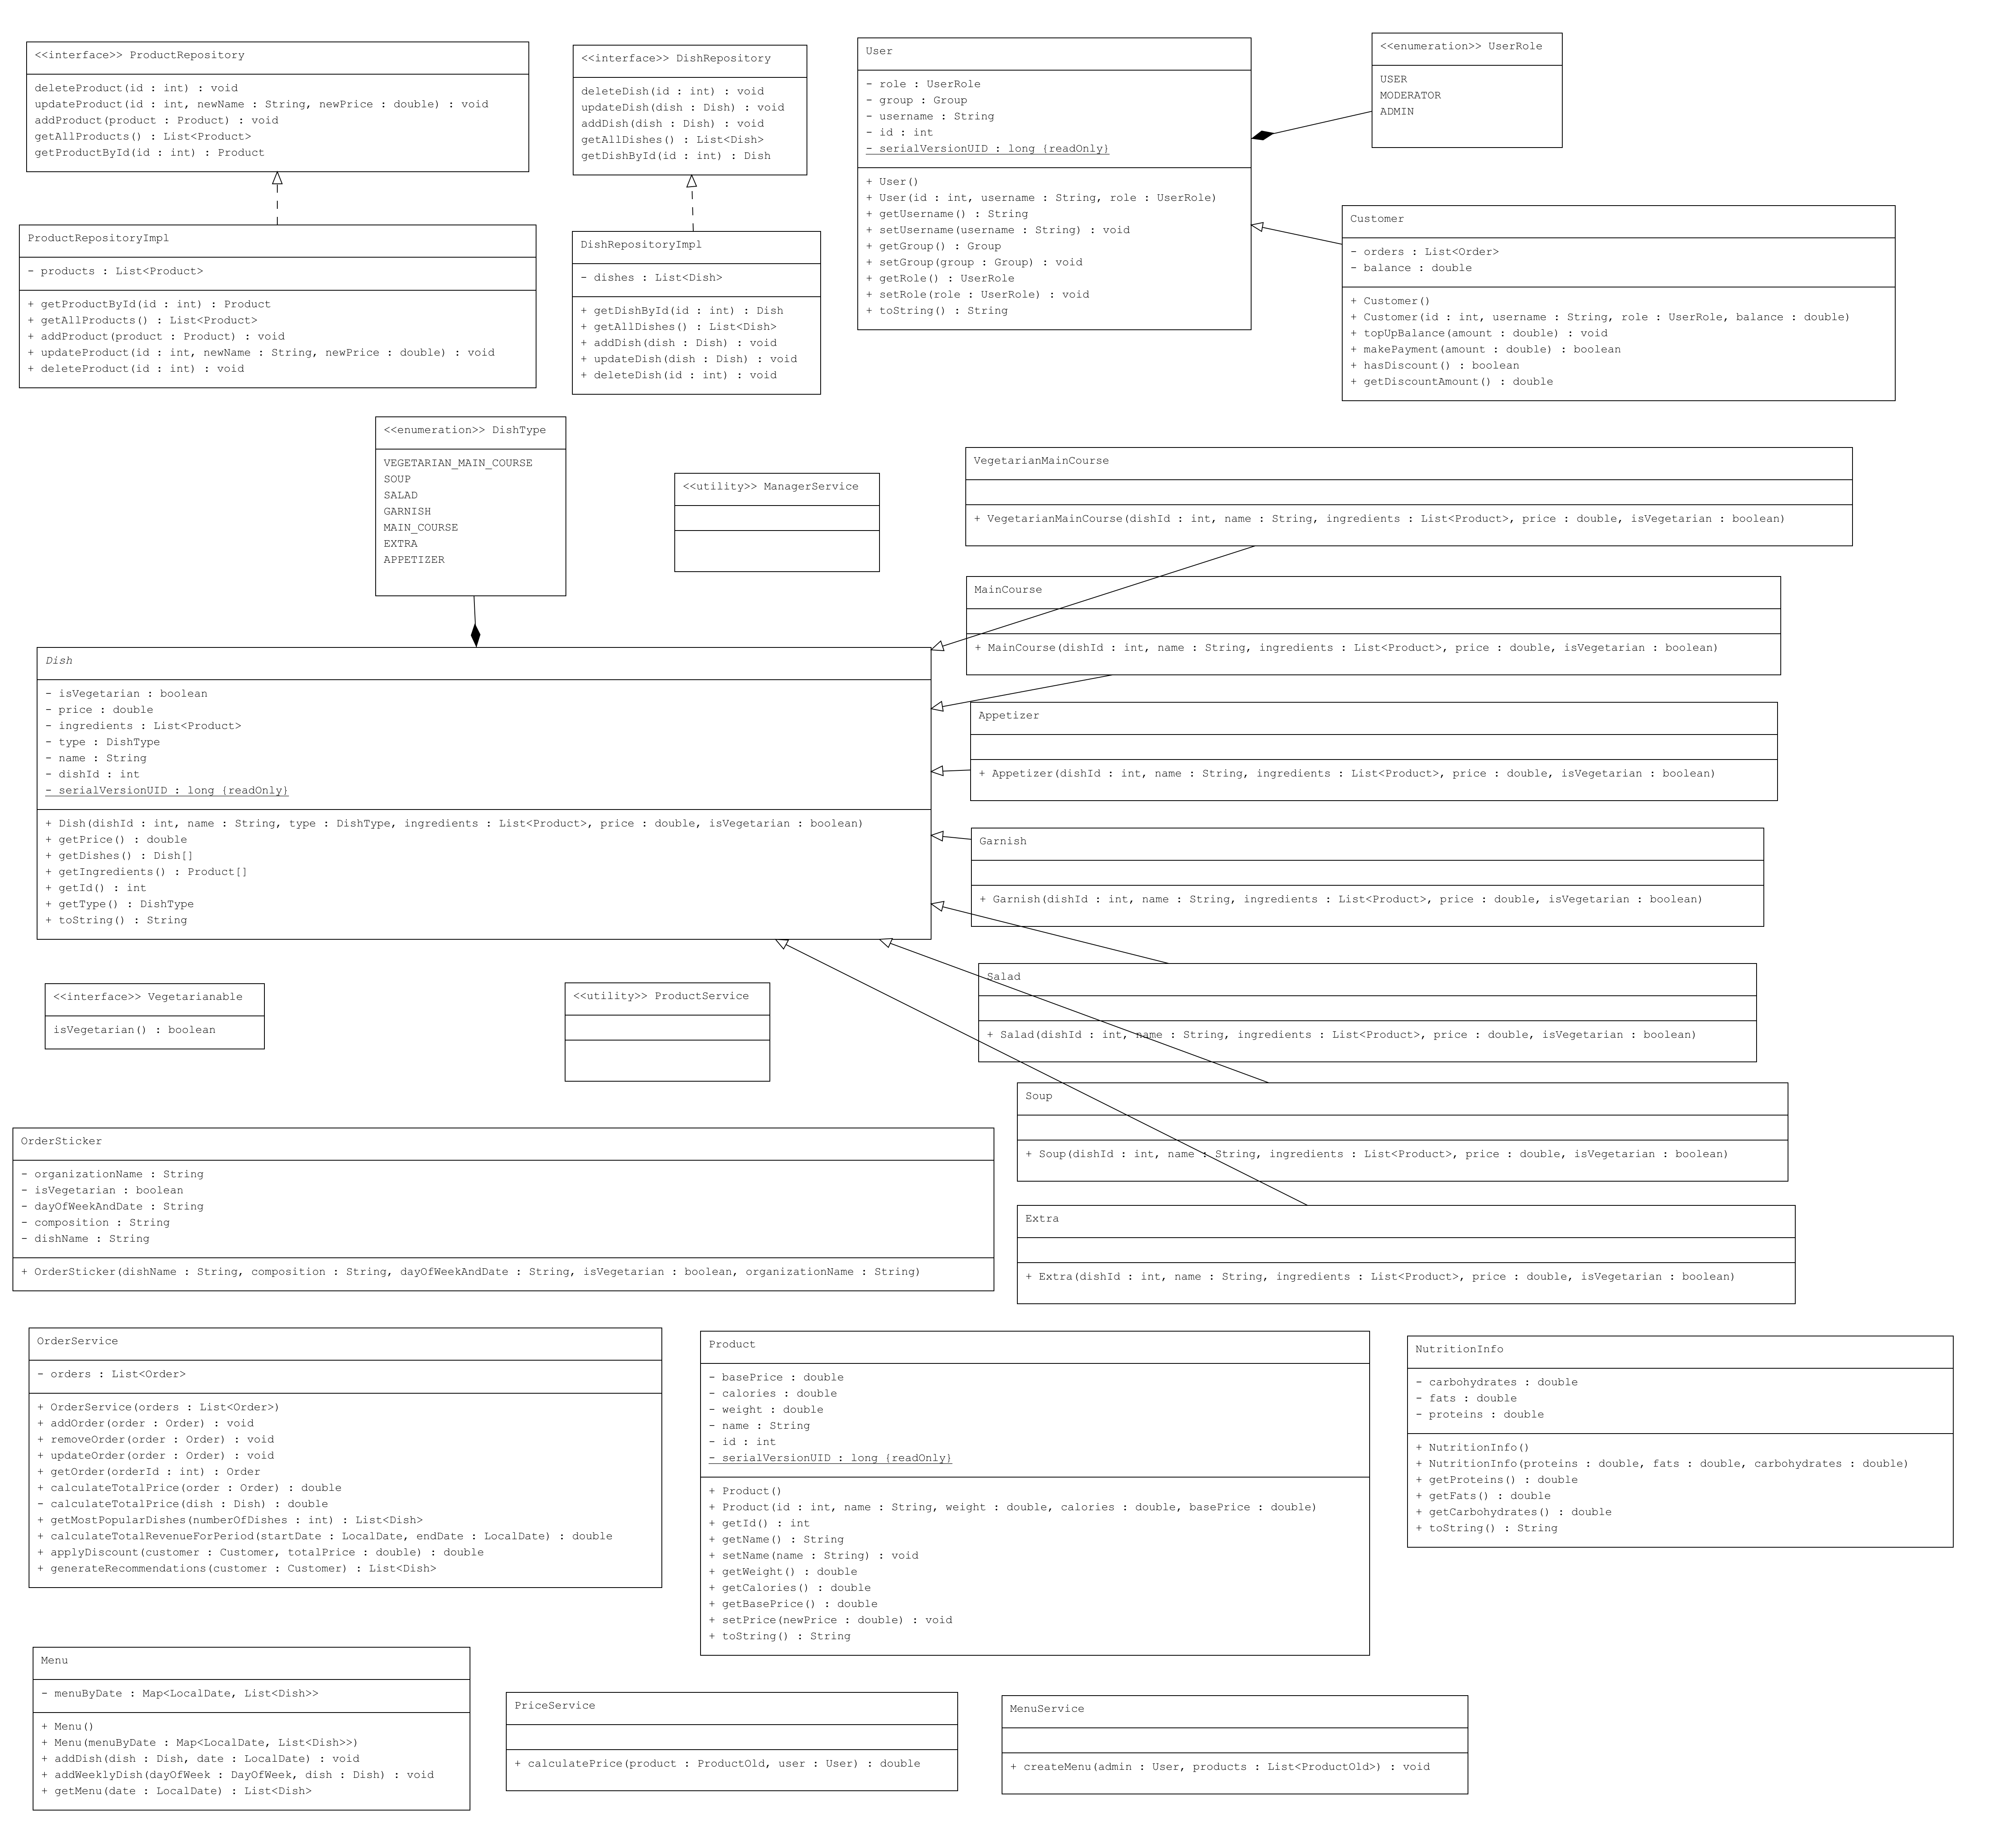 <<interface>> ProductRepository
deleteProduct(id : int) : void
updateProduct(id : int, newName : String, newPrice : double) : void
addProduct(product : Product) : void
getAllProducts() : List<Product>
getProductById(id : int) : Product
<<interface>> DishRepository
deleteDish(id : int) : void
updateDish(dish : Dish) : void
addDish(dish : Dish) : void
getAllDishes() : List<Dish>
getDishById(id : int) : Dish
User
- role : UserRole
- group : Group
- username : String
- id : int
- serialVersionUID : long {readOnly}
+ User()
+ User(id : int, username : String, role : UserRole)
+ getUsername() : String
+ setUsername(username : String) : void
+ getGroup() : Group
+ setGroup(group : Group) : void
+ getRole() : UserRole
+ setRole(role : UserRole) : void
+ toString() : String
<<enumeration>> UserRole
USER
MODERATOR
ADMIN
ProductRepositoryImpl
- products : List<Product>
+ getProductById(id : int) : Product
+ getAllProducts() : List<Product>
+ addProduct(product : Product) : void
+ updateProduct(id : int, newName : String, newPrice : double) : void
+ deleteProduct(id : int) : void
DishRepositoryImpl
- dishes : List<Dish>
+ getDishById(id : int) : Dish
+ getAllDishes() : List<Dish>
+ addDish(dish : Dish) : void
+ updateDish(dish : Dish) : void
+ deleteDish(id : int) : void
Customer
- orders : List<Order>
- balance : double
+ Customer()
+ Customer(id : int, username : String, role : UserRole, balance : double)
+ topUpBalance(amount : double) : void
+ makePayment(amount : double) : boolean
+ hasDiscount() : boolean
+ getDiscountAmount() : double
<<enumeration>> DishType
VEGETARIAN_MAIN_COURSE
SOUP
SALAD
GARNISH
MAIN_COURSE
EXTRA
APPETIZER
<<utility>> ManagerService
VegetarianMainCourse
+ VegetarianMainCourse(dishId : int, name : String, ingredients : List<Product>, price : double, isVegetarian : boolean)
MainCourse
+ MainCourse(dishId : int, name : String, ingredients : List<Product>, price : double, isVegetarian : boolean)
Dish
- isVegetarian : boolean
- price : double
- ingredients : List<Product>
- type : DishType
- name : String
- dishId : int
- serialVersionUID : long {readOnly}
+ Dish(dishId : int, name : String, type : DishType, ingredients : List<Product>, price : double, isVegetarian : boolean)
+ getPrice() : double
+ getDishes() : Dish[]
+ getIngredients() : Product[]
+ getId() : int
+ getType() : DishType
+ toString() : String
Appetizer
+ Appetizer(dishId : int, name : String, ingredients : List<Product>, price : double, isVegetarian : boolean)
Garnish
+ Garnish(dishId : int, name : String, ingredients : List<Product>, price : double, isVegetarian : boolean)
Salad
+ Salad(dishId : int, name : String, ingredients : List<Product>, price : double, isVegetarian : boolean)
<<interface>> Vegetarianable
isVegetarian() : boolean
<<utility>> ProductService
Soup
+ Soup(dishId : int, name : String, ingredients : List<Product>, price : double, isVegetarian : boolean)
OrderSticker
- organizationName : String
- isVegetarian : boolean
- dayOfWeekAndDate : String
- composition : String
- dishName : String
+ OrderSticker(dishName : String, composition : String, dayOfWeekAndDate : String, isVegetarian : boolean, organizationName : String)
Extra
+ Extra(dishId : int, name : String, ingredients : List<Product>, price : double, isVegetarian : boolean)
OrderService
- orders : List<Order>
+ OrderService(orders : List<Order>)
+ addOrder(order : Order) : void
+ removeOrder(order : Order) : void
+ updateOrder(order : Order) : void
+ getOrder(orderId : int) : Order
+ calculateTotalPrice(order : Order) : double
- calculateTotalPrice(dish : Dish) : double
+ getMostPopularDishes(numberOfDishes : int) : List<Dish>
+ calculateTotalRevenueForPeriod(startDate : LocalDate, endDate : LocalDate) : double
+ applyDiscount(customer : Customer, totalPrice : double) : double
+ generateRecommendations(customer : Customer) : List<Dish>
Product
- basePrice : double
- calories : double
- weight : double
- name : String
- id : int
- serialVersionUID : long {readOnly}
+ Product()
+ Product(id : int, name : String, weight : double, calories : double, basePrice : double)
+ getId() : int
+ getName() : String
+ setName(name : String) : void
+ getWeight() : double
+ getCalories() : double
+ getBasePrice() : double
+ setPrice(newPrice : double) : void
+ toString() : String
NutritionInfo
- carbohydrates : double
- fats : double
- proteins : double
+ NutritionInfo()
+ NutritionInfo(proteins : double, fats : double, carbohydrates : double)
+ getProteins() : double
+ getFats() : double
+ getCarbohydrates() : double
+ toString() : String
Menu
- menuByDate : Map<LocalDate, List<Dish>>
+ Menu()
+ Menu(menuByDate : Map<LocalDate, List<Dish>>)
+ addDish(dish : Dish, date : LocalDate) : void
+ addWeeklyDish(dayOfWeek : DayOfWeek, dish : Dish) : void
+ getMenu(date : LocalDate) : List<Dish>
PriceService
+ calculatePrice(product : ProductOld, user : User) : double
MenuService
+ createMenu(admin : User, products : List<ProductOld>) : void